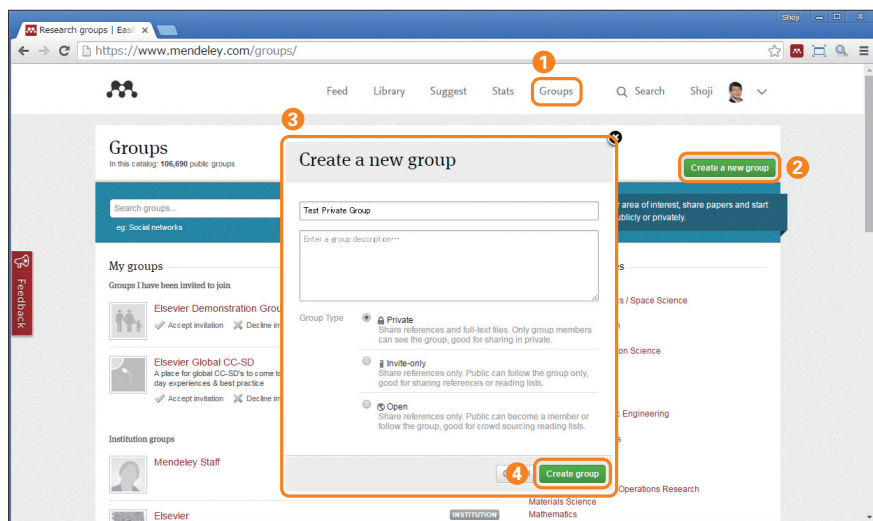 Shoji
Research groups | Easi
https://www.mendeley.com/groups/
1
Feed Library Suggest Stats Groups Search Shoji
3
Groups
In this catalog: 106,690 public groups
Create a new group
2
Create a new group
Search groups...
eg: Social networks
Test Private Group
Enter a group description…
area of interest, share papers and start
ublicly or privately.
Feedback
My groups
Groups I have been invited to join
Elsevier Demonstration Grou
Accept invitation Decline in
Elsevier Global CC-SD
A place for global CC-SD's to come to
day experiences & best practice
Accept invitation Decline in
Institution groups
Mendeley Staff
Elsevier
INSTITUTION
Group Type
Private
Share references and full-text files. Only group members
can see the group, good for sharing in private.
Invite-only
Share references only. Public can follow the group only,
good for sharing references or reading lists.
Open
Share references only. Public can become a member or
follow the group, good for crowd sourcing reading lists.
4
Create group
es
s / Space Science
on Science
Engineering
s
Operations Research
Materials Science
Mathematics